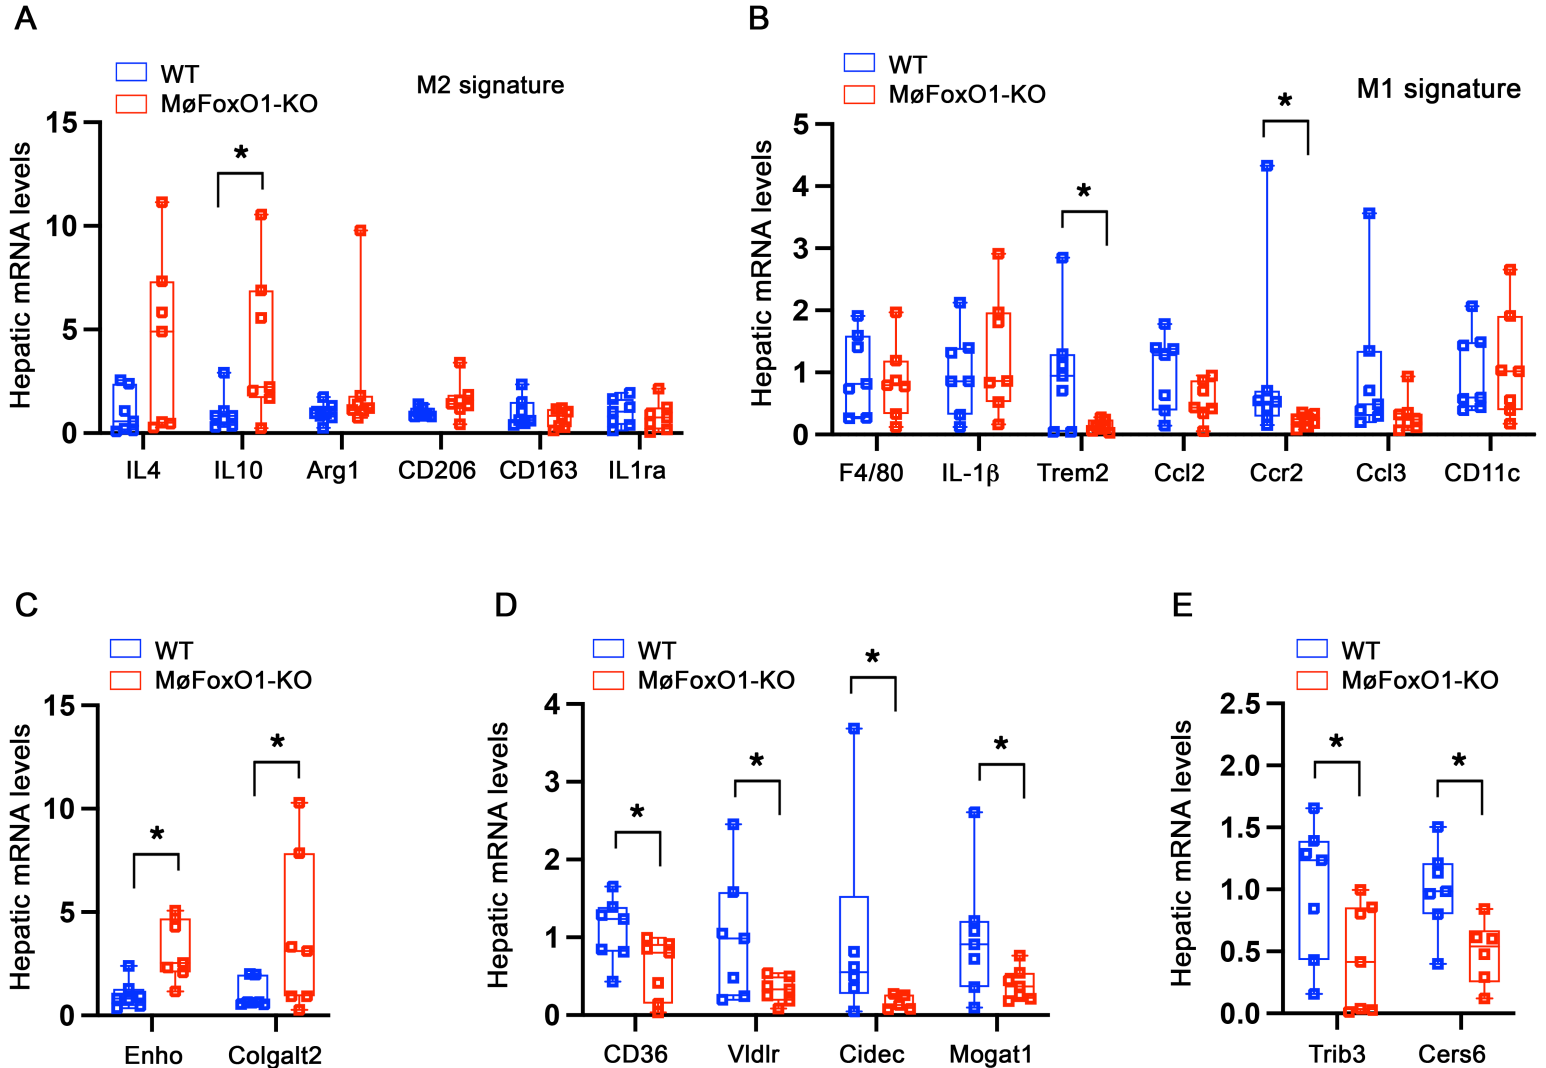 A
WT
MøFoxO1-KO
M2 signature
Hepatic mRNA levels
15
10
5
0
*
IL4 IL10 Arg1 CD206 CD163 IL1ra
B
WT
MøFoxO1-KO
M1 signature
Hepatic mRNA levels
5
4
3
2
1
0
* *
F4/80 IL-1β Trem2 Ccl2 Ccr2 Ccl3 CD11c
C
WT
MøFoxO1-KO
Hepatic mRNA levels
15
10
5
0
* *
Enho Colgalt2
D
WT
MøFoxO1-KO
Hepatic mRNA levels
4
3
2
1
0
* * * *
CD36 Vldlr Cidec Mogat1
E
WT
MøFoxO1-KO
Hepatic mRNA levels
2.5
2.0
1.5
1.0
0.5
0.0
* *
Trib3 Cers6